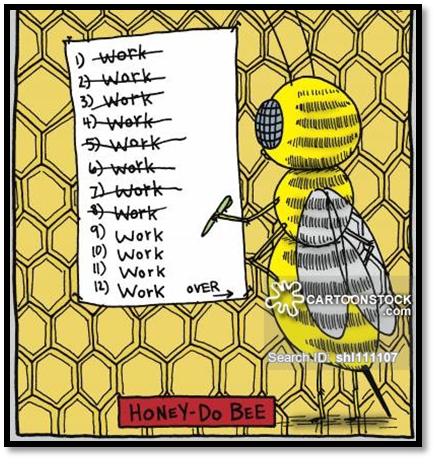 1) Work
2) Work
3) Work
4) Work
5) Work
6) Work
7) Work
8) Work
9) Work
10) Work
11) Work
12) Work OVER →
CARTOONSTOCK
.com
Search ID: shl111107
HONEY-DO BEE